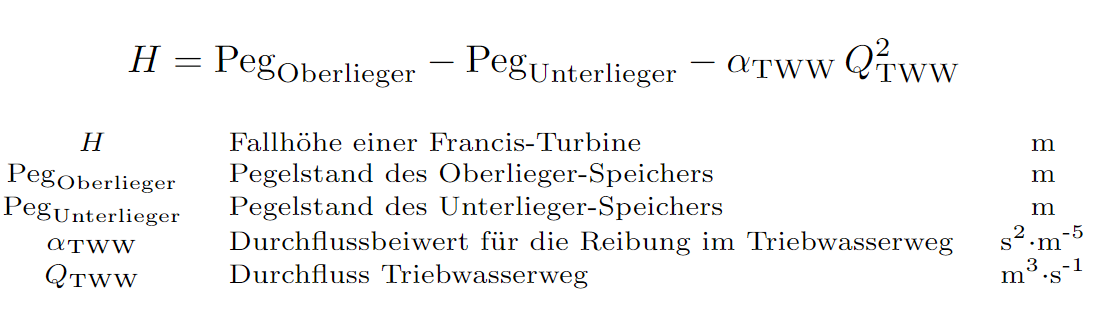 H = Peg_Oberlieger − Peg_Unterlieger − α_TWW Q²_TWW
H Fallhöhe einer Francis-Turbine m
Peg_Oberlieger Pegelstand des Oberlieger-Speichers m
Peg_Unterlieger Pegelstand des Unterlieger-Speichers m
α_TWW Durchflussbeiwert für die Reibung im Triebwasserweg s²·m⁻⁵
Q_TWW Durchfluss Triebwasserweg m³·s⁻¹